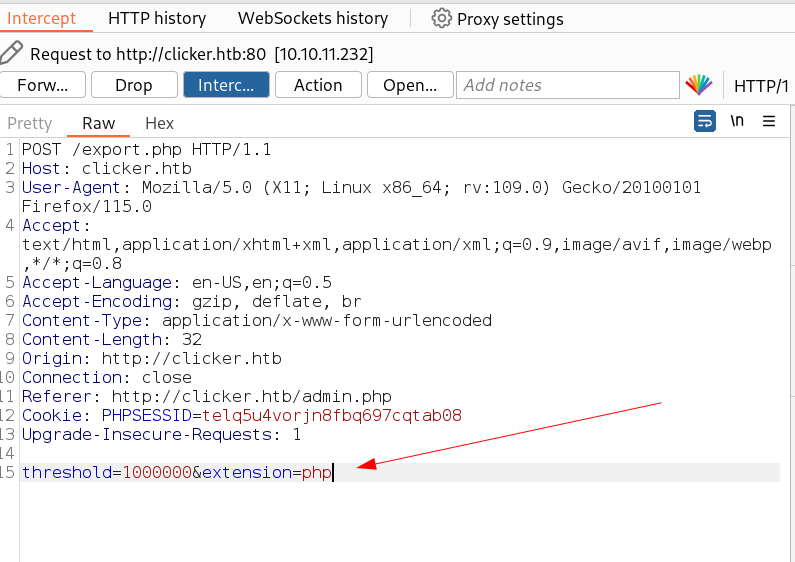 Intercept HTTP history WebSockets history Proxy settings
Request to http://clicker.htb:80 [10.10.11.232]
Forw... Drop Interc... Action Open... Add notes HTTP/1
Pretty Raw Hex \n
1 POST /export.php HTTP/1.1
2 Host: clicker.htb
3 User-Agent: Mozilla/5.0 (X11; Linux x86_64; rv:109.0) Gecko/20100101
Firefox/115.0
4 Accept:
text/html,application/xhtml+xml,application/xml;q=0.9,image/avif,image/webp
,*/*;q=0.8
5 Accept-Language: en-US,en;q=0.5
6 Accept-Encoding: gzip, deflate, br
7 Content-Type: application/x-www-form-urlencoded
8 Content-Length: 32
9 Origin: http://clicker.htb
10 Connection: close
11 Referer: http://clicker.htb/admin.php
12 Cookie: PHPSESSID=telq5u4vorjn8fbq697cqtab08
13 Upgrade-Insecure-Requests: 1
14
15 threshold=1000000&extension=php